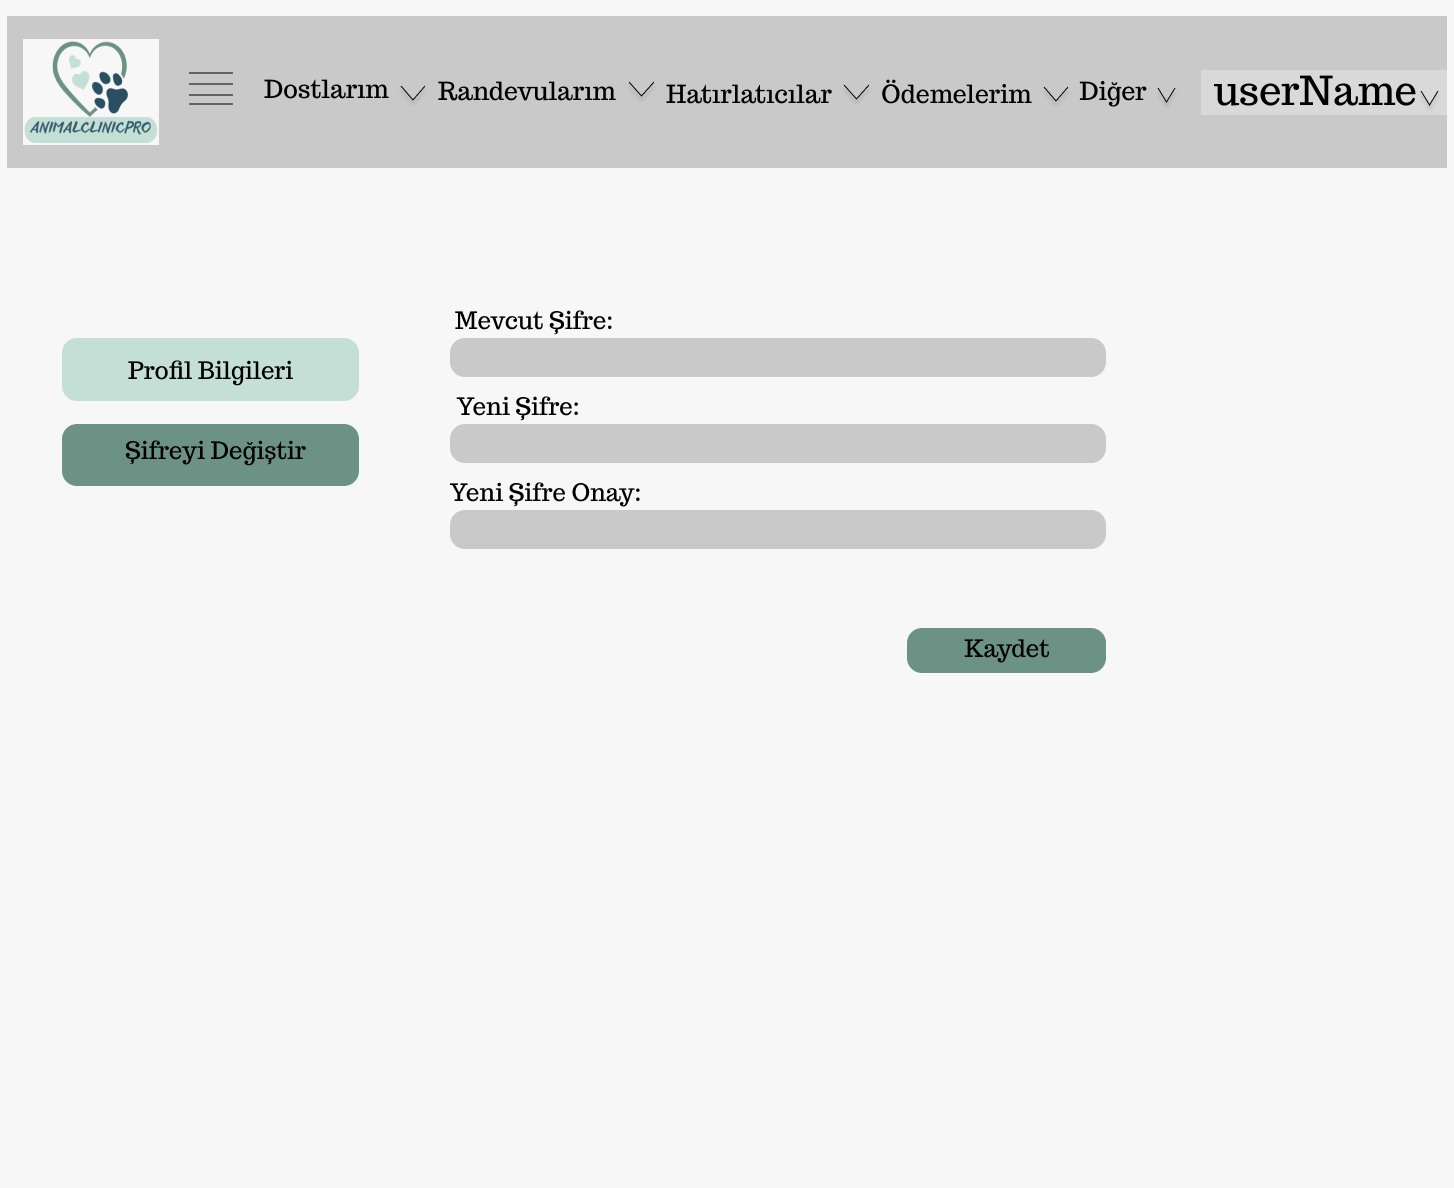 ANIMALCLINICPRO
Dostlarım
Randevularım
Hatırlatıcılar
Ödemelerim
Diğer
userName
Profil Bilgileri
Şifreyi Değiştir
Mevcut Şifre:
Yeni Şifre:
Yeni Şifre Onay:
Kaydet